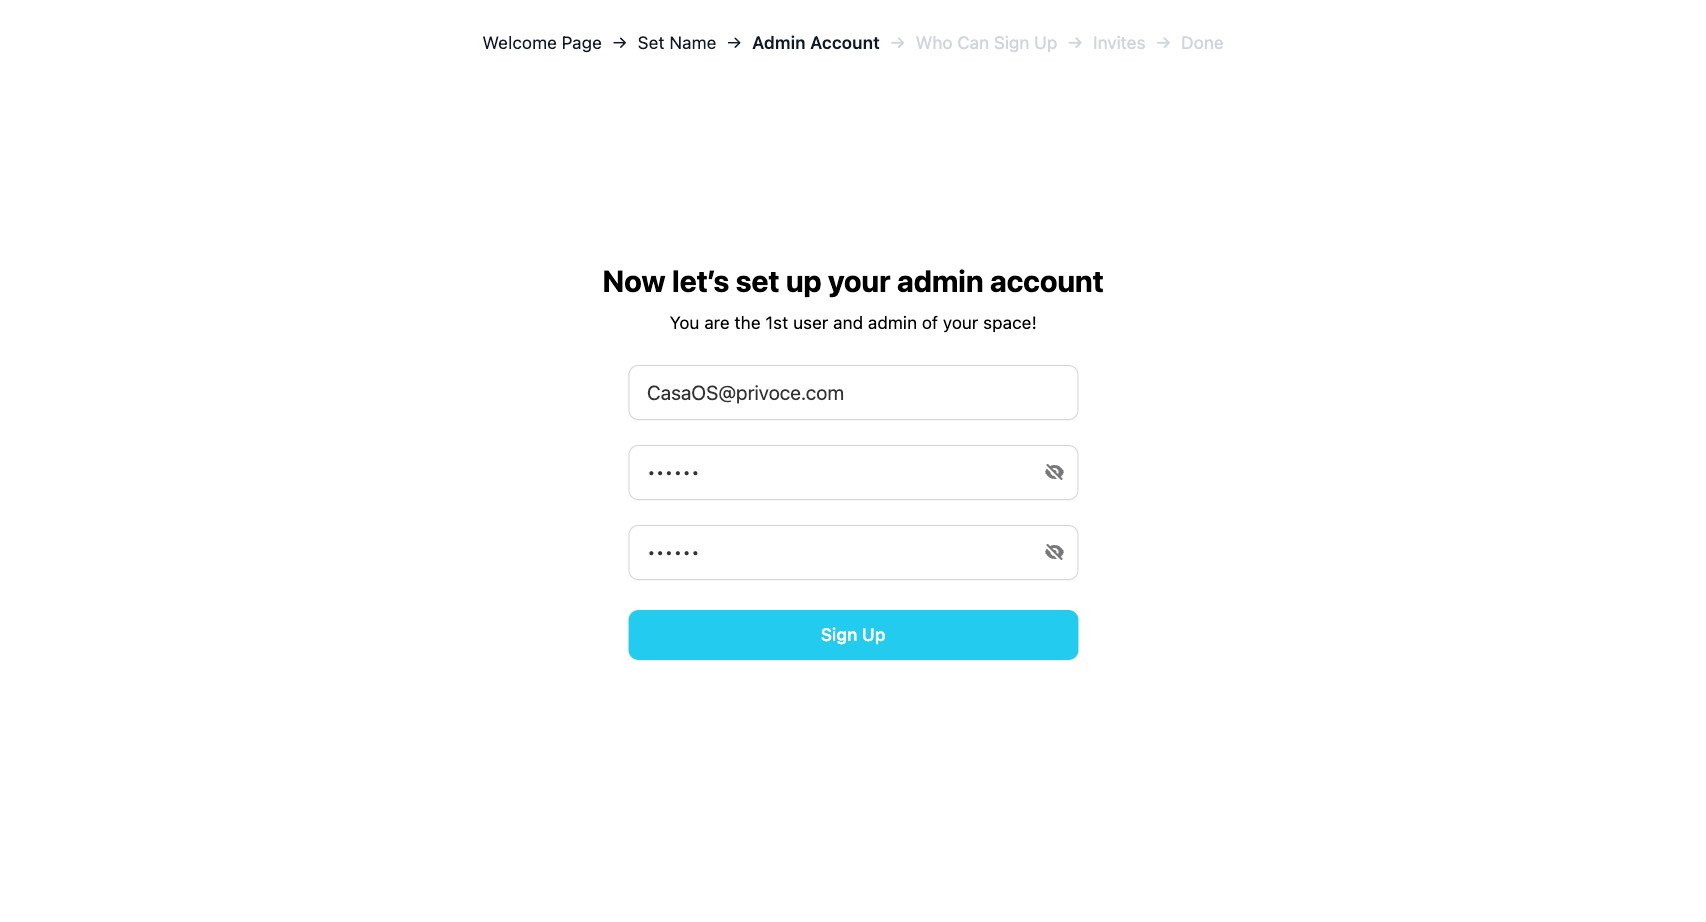 Welcome Page → Set Name → Admin Account → Who Can Sign Up → Invites → Done
Now let’s set up your admin account
You are the 1st user and admin of your space!
CasaOS@privoce.com
••••••
••••••
Sign Up